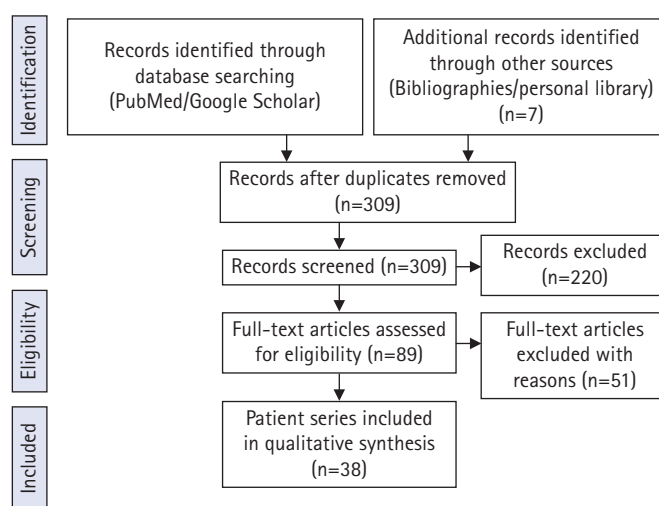 Identification
Records identified through
database searching
(PubMed/Google Scholar)
Additional records identified
through other sources
(Bibliographies/personal library)
(n=7)
Screening
Records after duplicates removed
(n=309)
Records screened (n=309)
Records excluded
(n=220)
Eligibility
Full-text articles assessed
for eligibility (n=89)
Full-text articles
excluded with
reasons (n=51)
Included
Patient series included
in qualitative synthesis
(n=38)